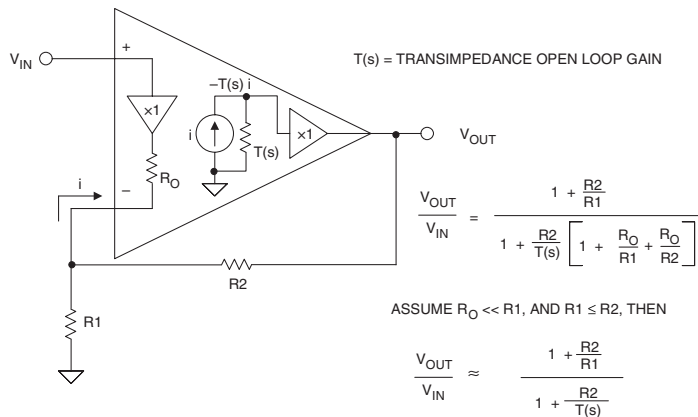 T(s) = TRANSIMPEDANCE OPEN LOOP GAIN
V_IN
+
×1
R_O
−
i
−T(s) i
i
T(s)
×1
V_OUT
R2
R1
V_OUT / V_IN = (1 + R2/R1) / (1 + R2/T(s) [1 + R_O/R1 + R_O/R2])
ASSUME R_O << R1, AND R1 ≤ R2, THEN
V_OUT / V_IN ≈ (1 + R2/R1) / (1 + R2/T(s))